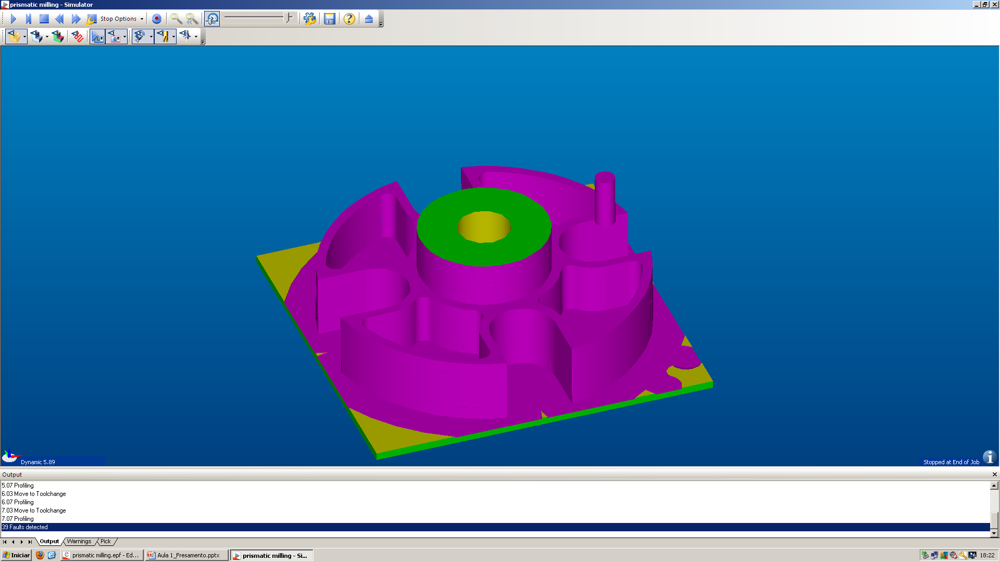 prismatic milling - Simulator
Stop Options
Dynamic 5.89
Stopped at End of Job
Output
5.07 Profiling
6.03 Move to Toolchange
6.07 Profiling
7.03 Move to Toolchange
7.07 Profiling
39 Faults detected
Output Warnings Pick
Iniciar prismatic milling.epf - Ed... Aula 1_Fresamento.pptx prismatic milling - Si... 18:22